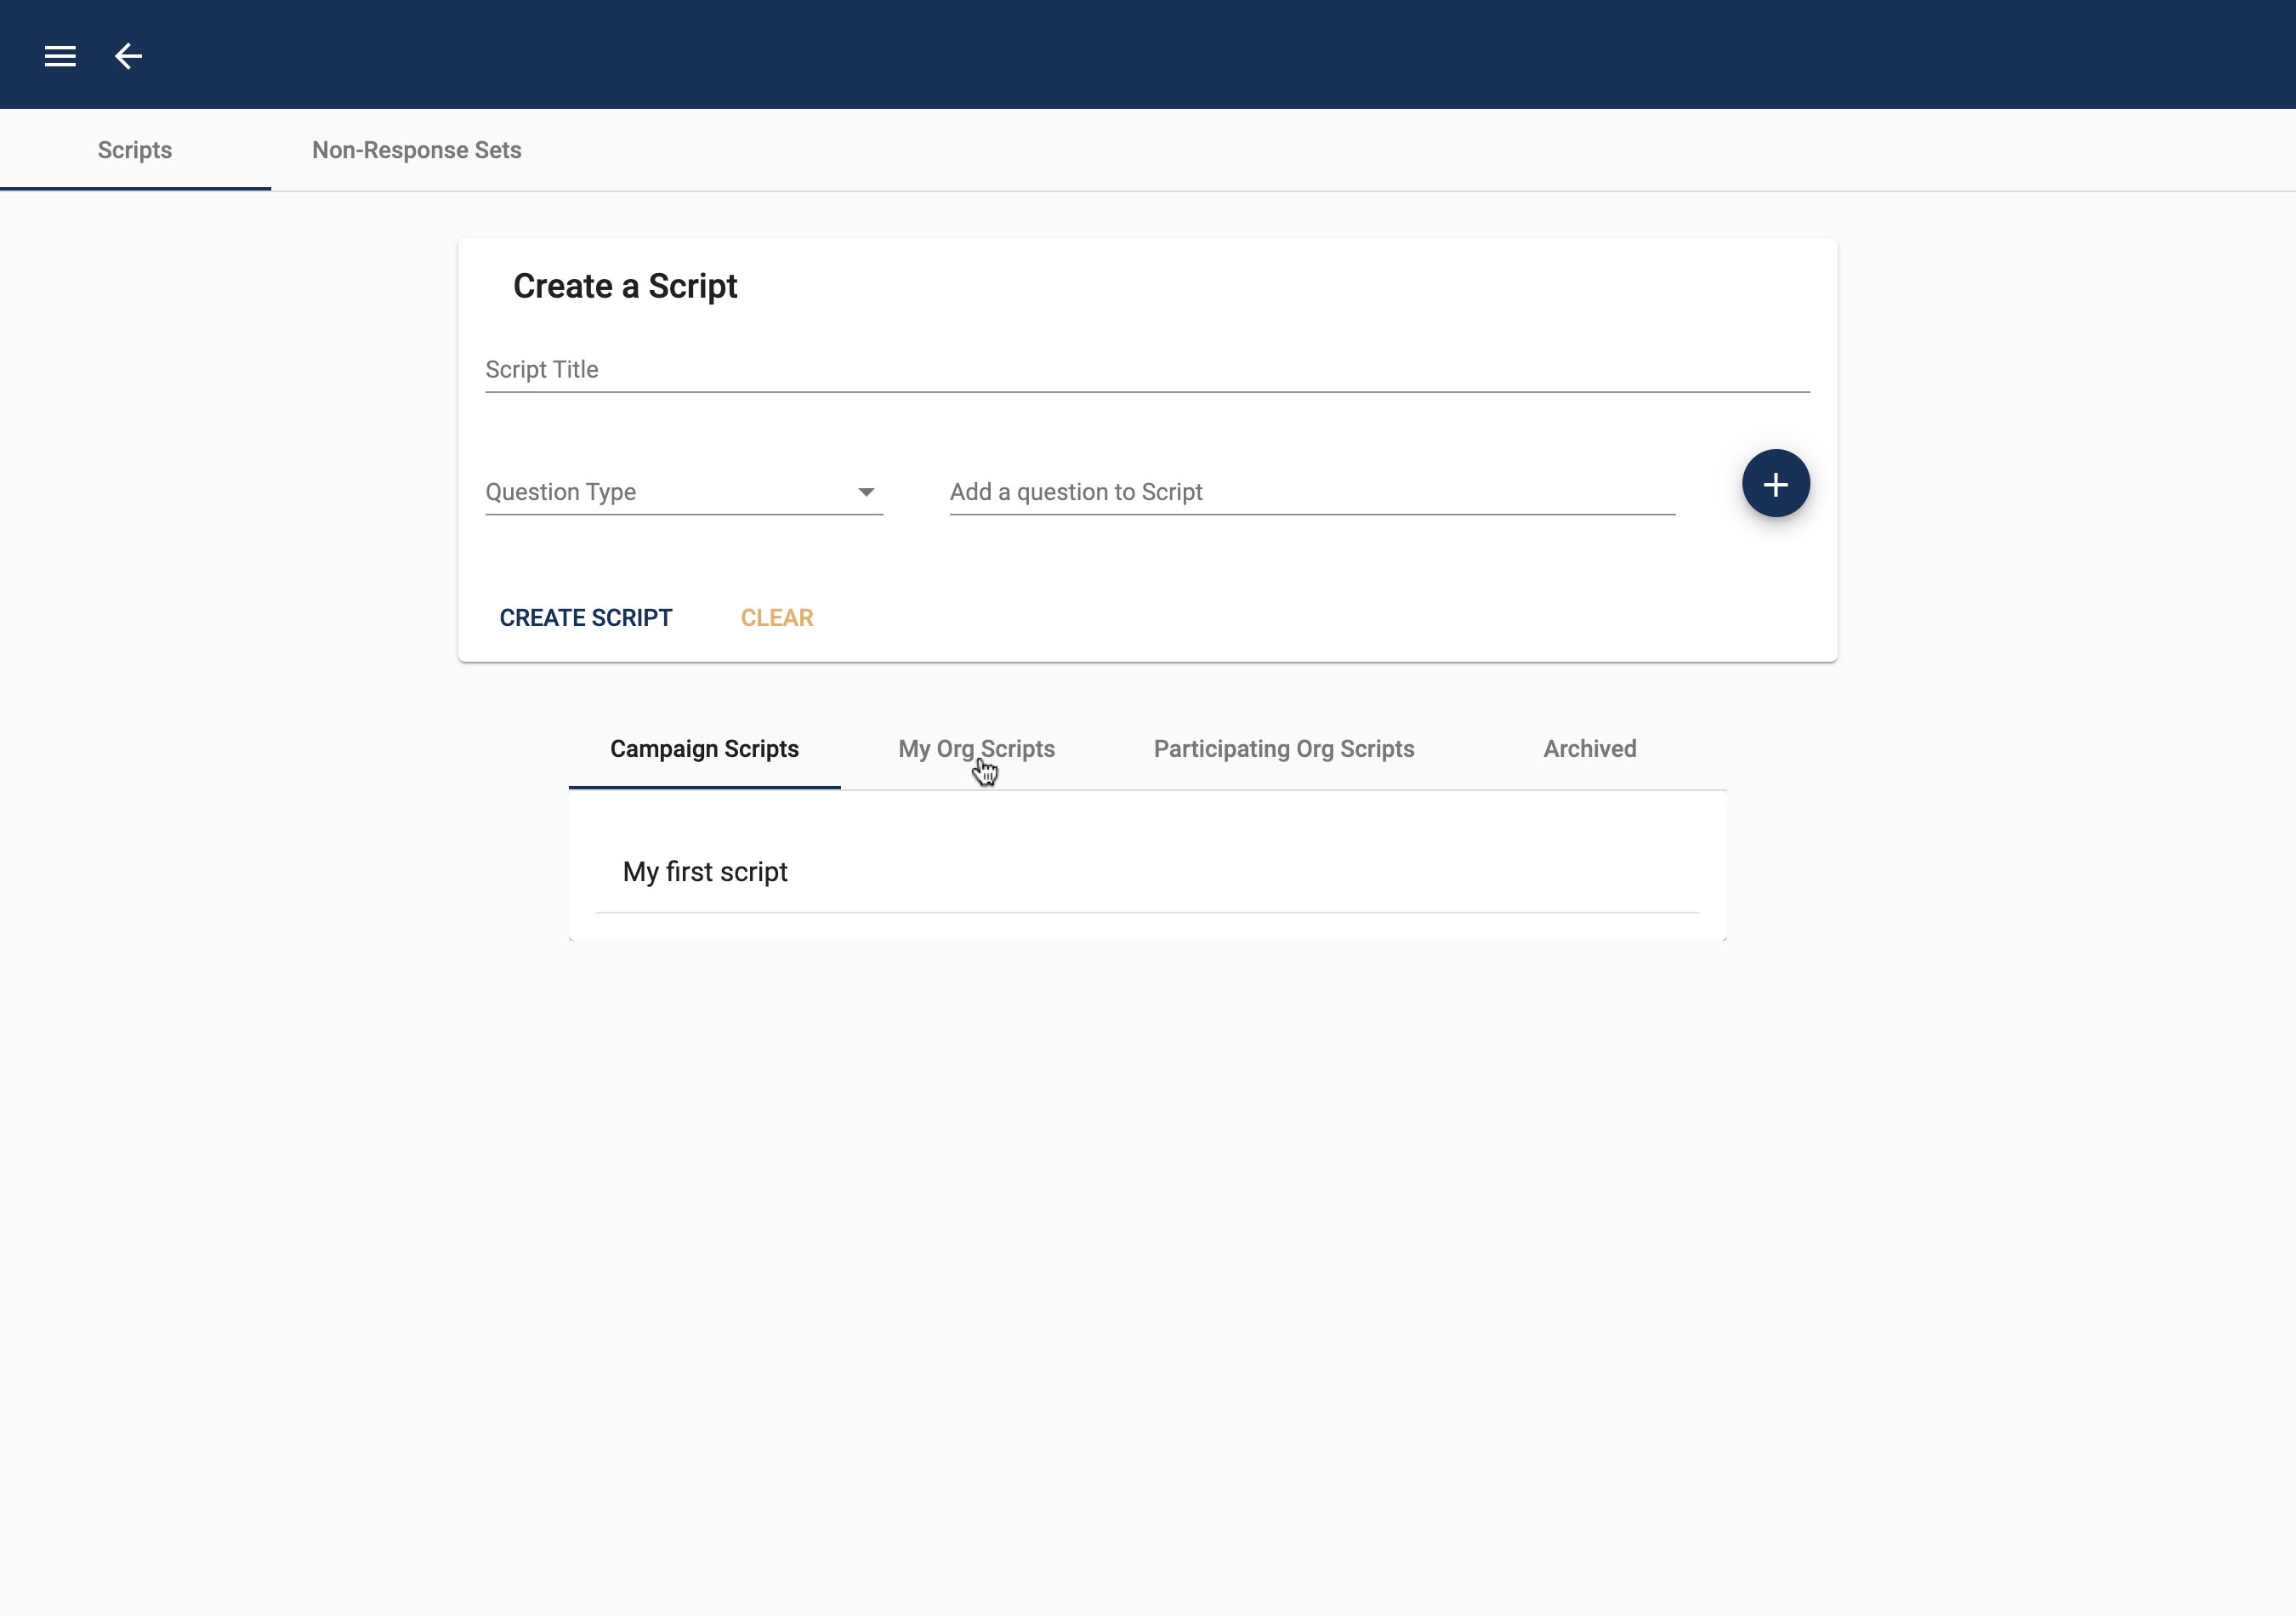 Scripts
Non-Response Sets
Create a Script
Script Title
Question Type
Add a question to Script
CREATE SCRIPT
CLEAR
Campaign Scripts
My Org Scripts
Participating Org Scripts
Archived
My first script